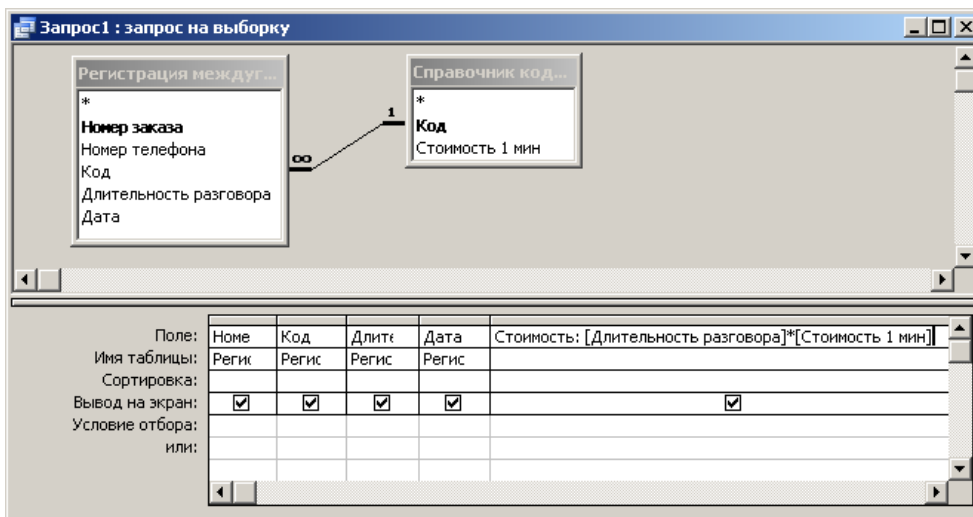 Запрос1 : запрос на выборку
Регистрация междуг...
*
Номер заказа
Номер телефона
Код
Длительность разговора
Дата
∞
1
Справочник код...
*
Код
Стоимость 1 мин
Поле: Номе Код Длите Дата Стоимость: [Длительность разговора]*[Стоимость 1 мин]
Имя таблицы: Регис Регис Регис Регис
Сортировка:
Вывод на экран:
Условие отбора:
или: